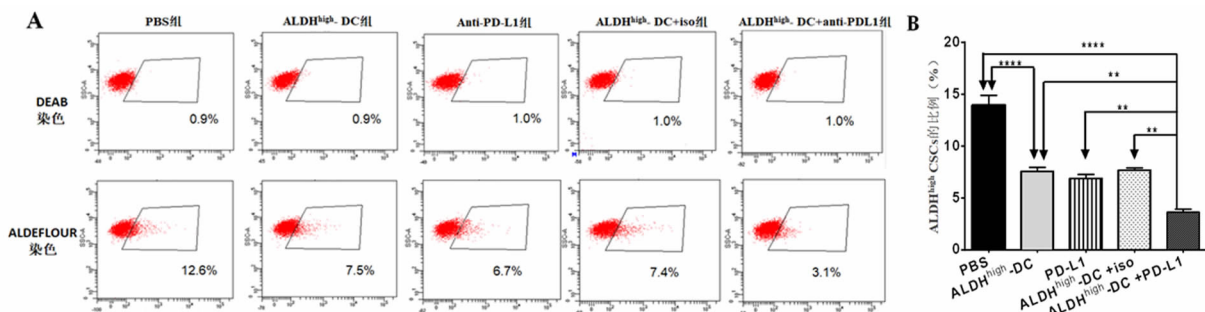 A
PBS组
ALDHhigh- DC组
Anti-PD-L1组
ALDHhigh- DC+iso组
ALDHhigh- DC+anti-PDL1组
DEAB
染色
0.9%
0.9%
1.0%
1.0%
1.0%
ALDEFLOUR
染色
12.6%
7.5%
6.7%
7.4%
3.1%
B
ALDHhigh CSCs的比例（%）
20
15
10
5
0
****
****
**
**
**
PBS
ALDHhigh -DC
PD-L1
ALDHhigh -DC +iso
ALDHhigh -DC +PD-L1